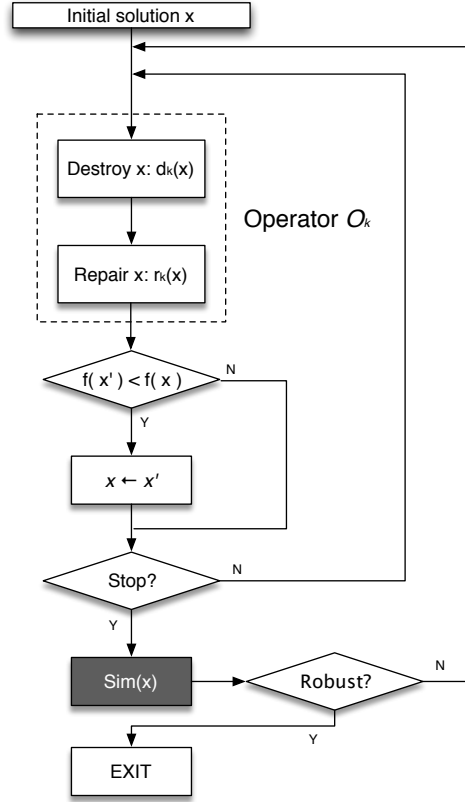 Initial solution x
Destroy x: dₖ(x)
Operator Oₖ
Repair x: rₖ(x)
f( x' ) < f( x )
N
Y
x ← x'
Stop?
N
Y
Sim(x)
Robust?
N
Y
EXIT